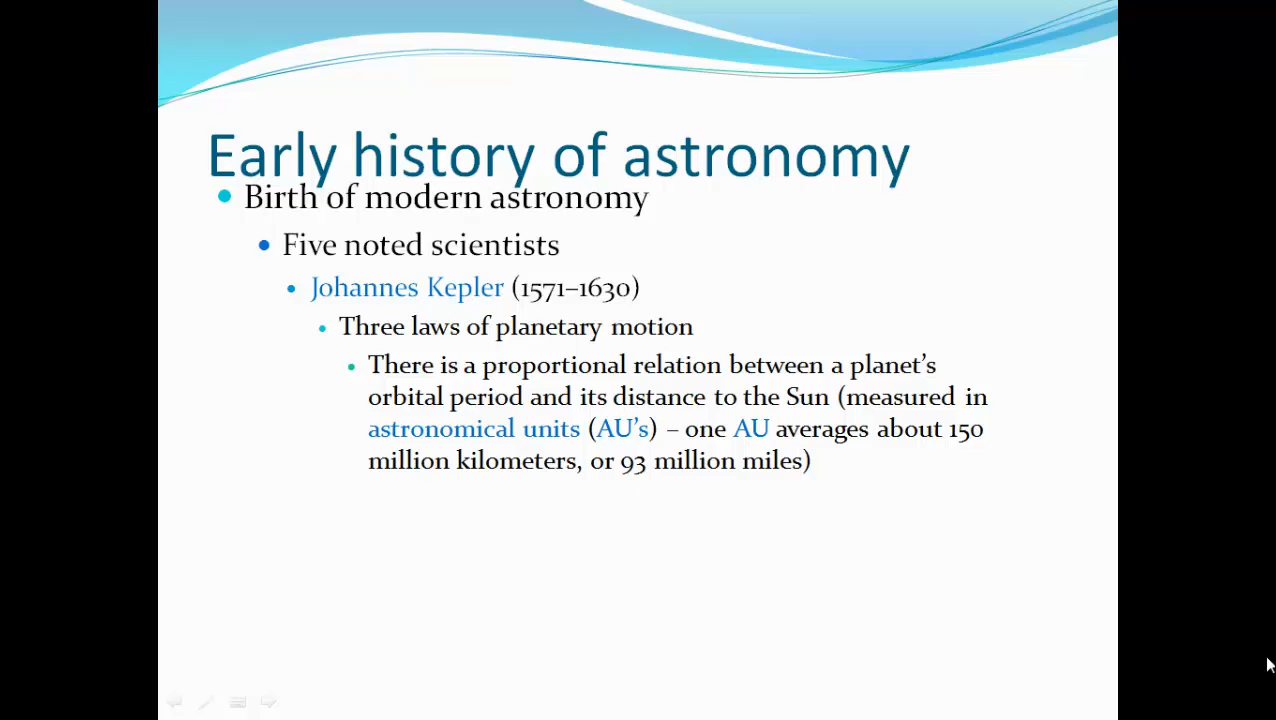 Early history of astronomy
Birth of modern astronomy
Five noted scientists
Johannes Kepler (1571–1630)
Three laws of planetary motion
There is a proportional relation between a planet’s
orbital period and its distance to the Sun (measured in
astronomical units (AU’s) – one AU averages about 150
million kilometers, or 93 million miles)